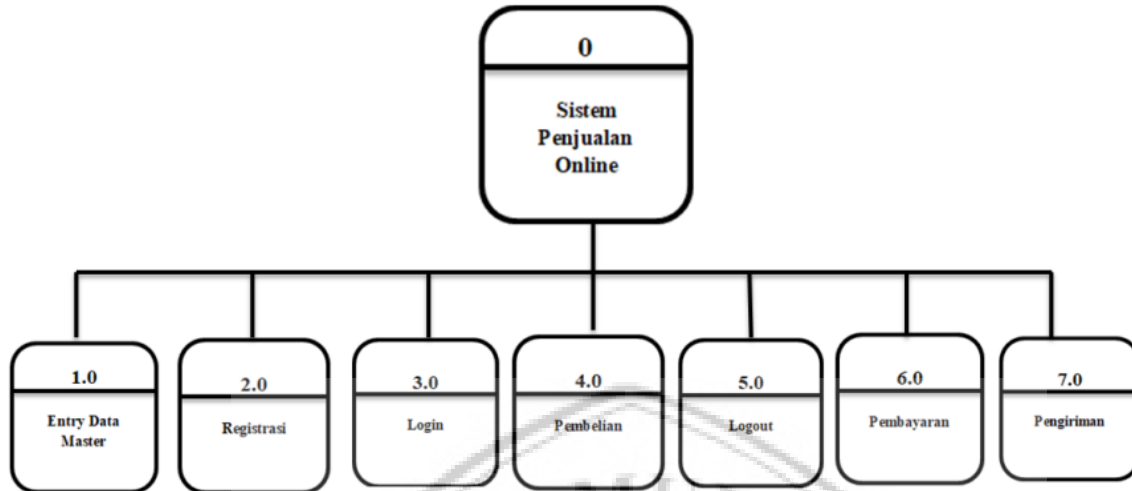 0
Sistem
Penjualan
Online
1.0
Entry Data
Master
2.0
Registrasi
3.0
Login
4.0
Pembelian
5.0
Logout
6.0
Pembayaran
7.0
Pengiriman